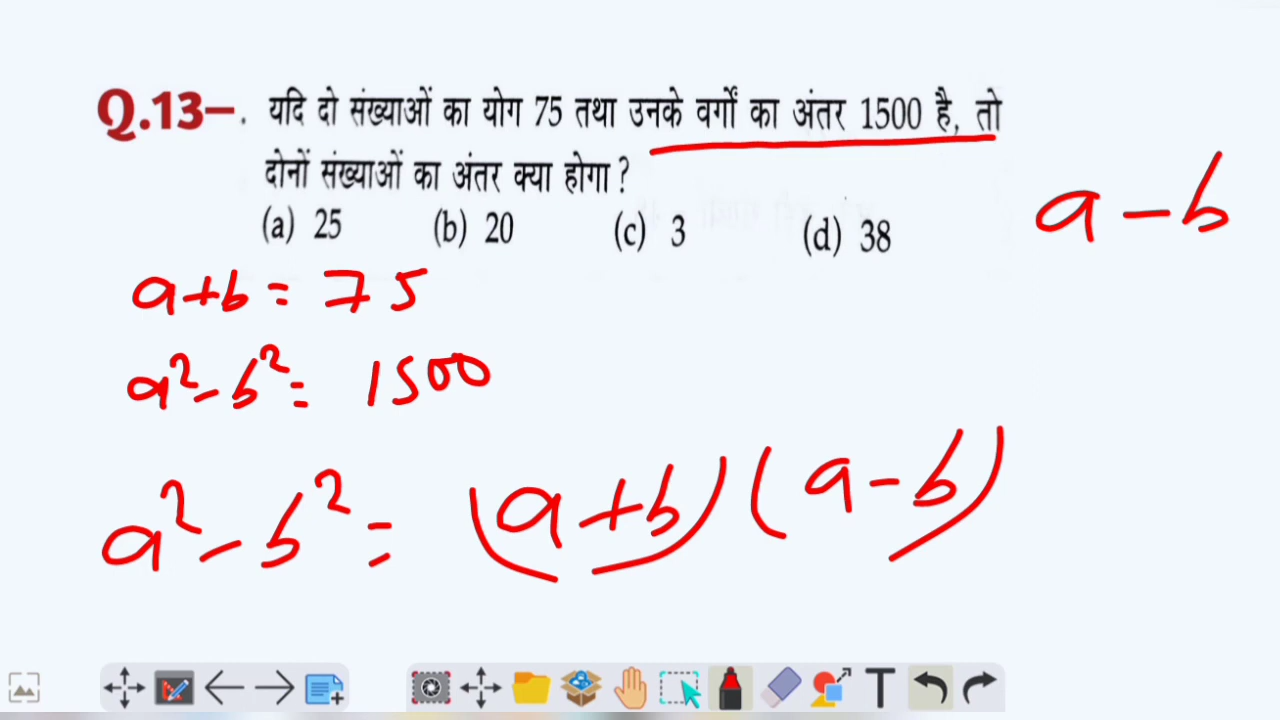 Q.13-. यदि दो संख्याओं का योग 75 तथा उनके वर्गों का अंतर 1500 है, तो
दोनों संख्याओं का अंतर क्या होगा ?
(a) 25 (b) 20 (c) 3 (d) 38
a - b
a+b = 75
a²-b² = 1500
a² - b² = (a+b) (a-b)
T